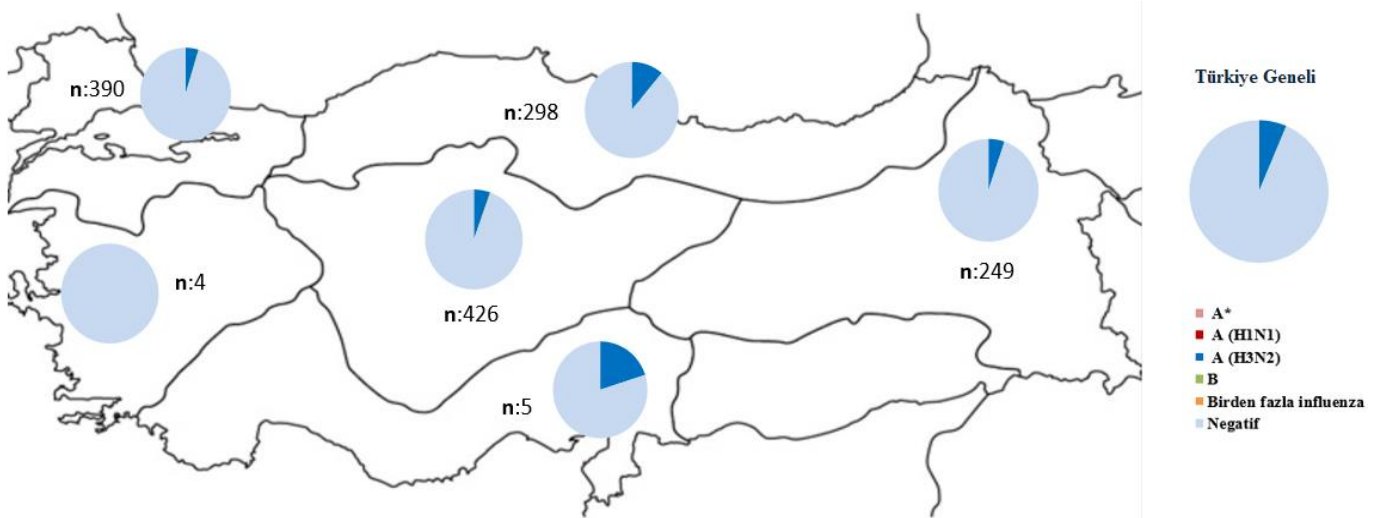 n:390
n:298
n:4
n:426
n:249
n:5
Türkiye Geneli
A*
A (H1N1)
A (H3N2)
B
Birden fazla influenza
Negatif